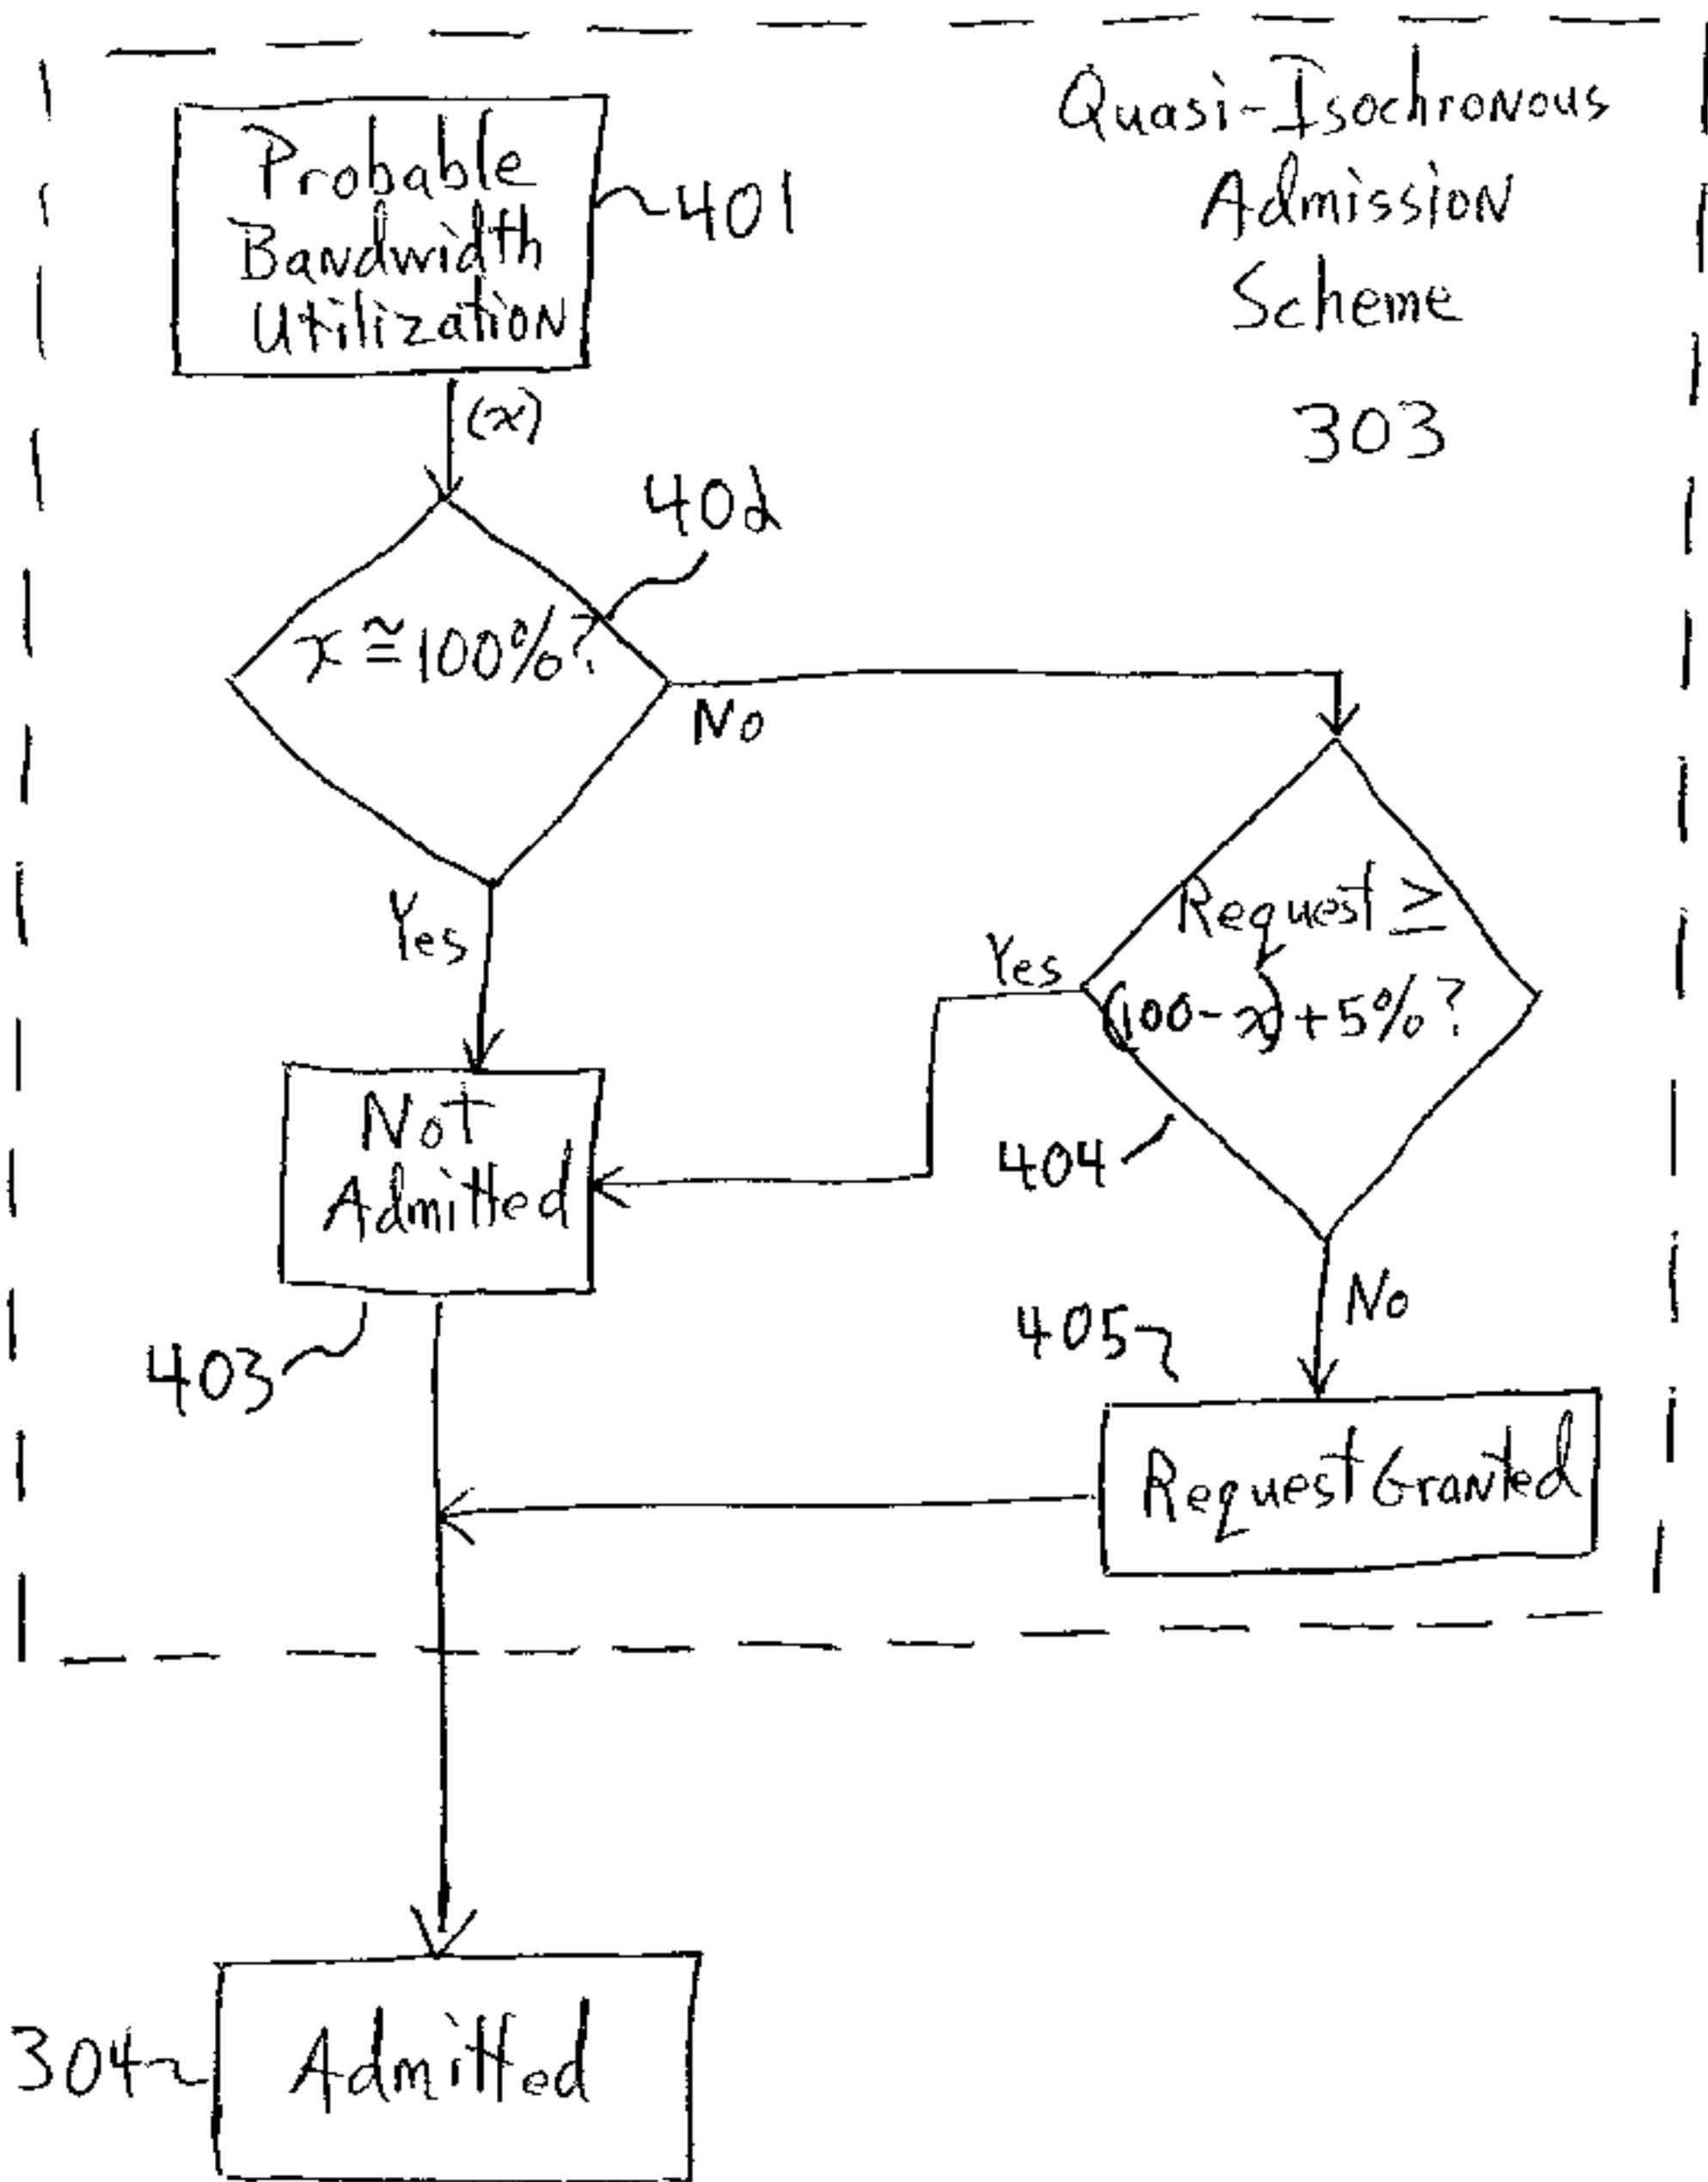 Quasi-Isochronous
Admission
Scheme
303
Probable
Bandwidth
Utilization
401
(x)
402
x ≅ 100%?
No
Yes
Request ≥
(100-x)+5%?
Yes
404
Not
Admitted
403
No
405
Request Granted
304
Admitted